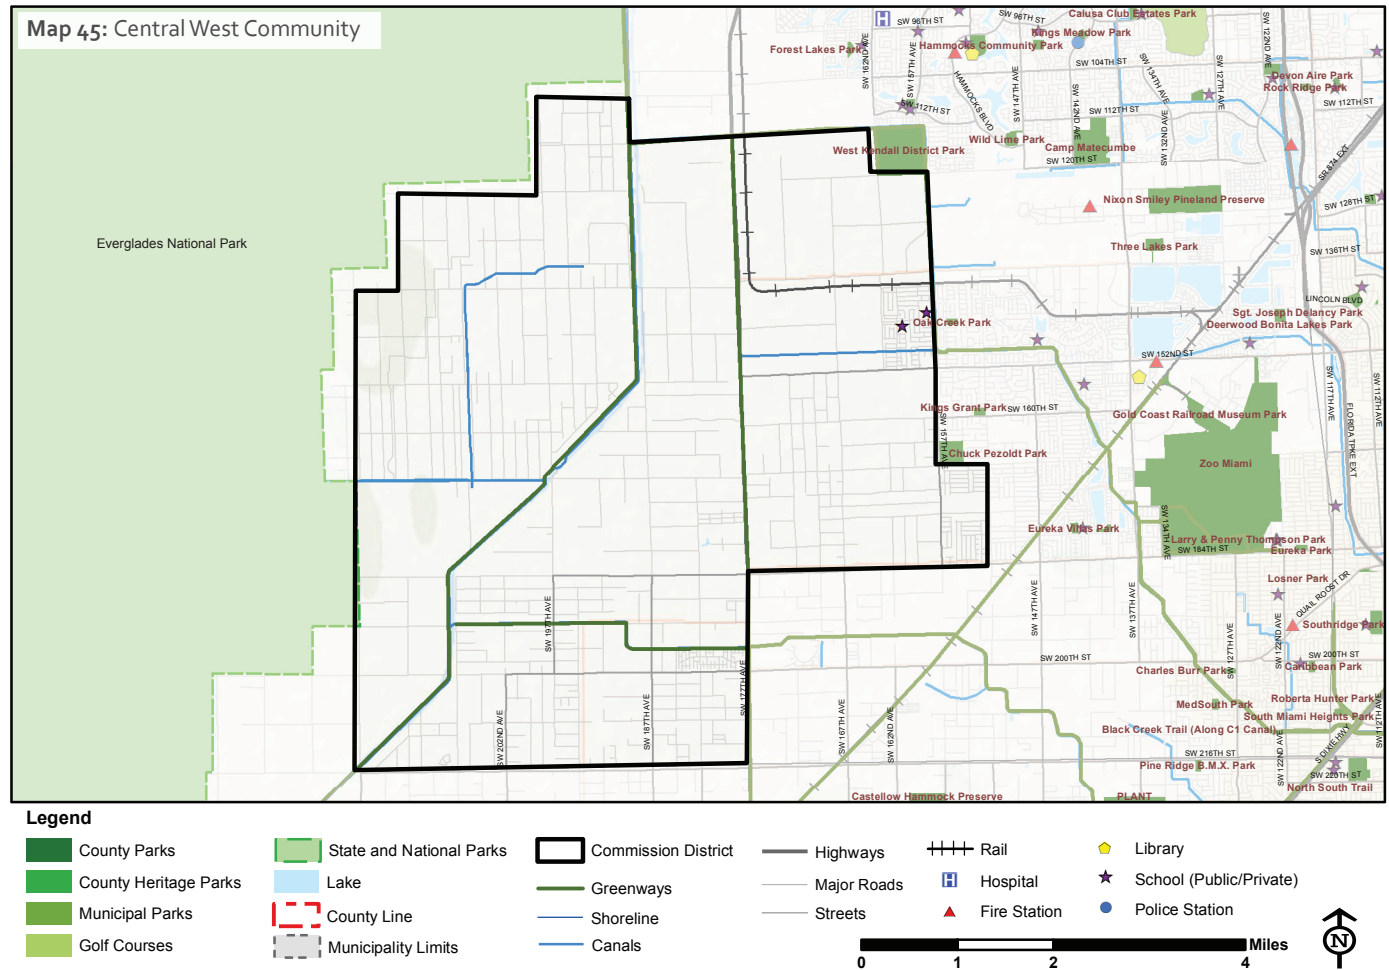 Map 45: Central West Community
Everglades National Park
SW 96TH ST
SW 96TH ST
Calusa Club Estates Park
Kings Meadow Park
Forest Lakes Park
SW 162ND AVE
SW 157TH AVE
Hammocks Community Park
HAMMOCKS BLVD
SW 147TH AVE
SW 104TH ST
SW 142ND AVE
SW 134TH AVE
SW 127TH AVE
SW 122ND AVE
Devon Aire Park
Rock Ridge Park
SW 112TH ST
SW 112TH ST
SW 112TH ST
SW 132ND AVE
West Kendall District Park
Wild Lime Park
Camp Matecumbe
SW 120TH ST
SR 874 EXT
Nixon Smiley Pineland Preserve
SW 128TH ST
Three Lakes Park
SW 136TH ST
LINCOLN BLVD
Sgt. Joseph Delancy Park
Deerwood Bonita Lakes Park
Oak Creek Park
SW 152ND ST
SW 117TH AVE
FLORIDA TPKE EXT
SW 112TH AVE
Kings Grant Park
SW 160TH ST
Gold Coast Railroad Museum Park
SW 157TH AVE
Chuck Pezoldt Park
Zoo Miami
Eureka Villas Park
SW 134TH AVE
Larry & Penny Thompson Park
SW 184TH ST
Eureka Park
Losner Park
QUAIL ROOST DR
SW 197TH AVE
SW 147TH AVE
SW 137TH AVE
SW 127TH AVE
SW 122ND AVE
Southridge Park
SW 200TH ST
SW 200TH ST
Caribbean Park
Charles Burr Park
SW 177TH AVE
SW 202ND AVE
SW 187TH AVE
SW 167TH AVE
SW 162ND AVE
MedSouth Park
Roberta Hunter Park
South Miami Heights Park
SW 112TH AVE
Black Creek Trail (Along C1 Canal)
SW 122ND AVE
S DIXIE HWY
SW 216TH ST
Pine Ridge B.M.X. Park
SW 220TH ST
North South Trail
Castellow Hammock Preserve
PLANT
Legend
County Parks
County Heritage Parks
Municipal Parks
Golf Courses
State and National Parks
Lake
County Line
Municipality Limits
Commission District
Greenways
Shoreline
Canals
Highways
Major Roads
Streets
Rail
H Hospital
Fire Station
Library
School (Public/Private)
Police Station
Miles
0 1 2 4
N